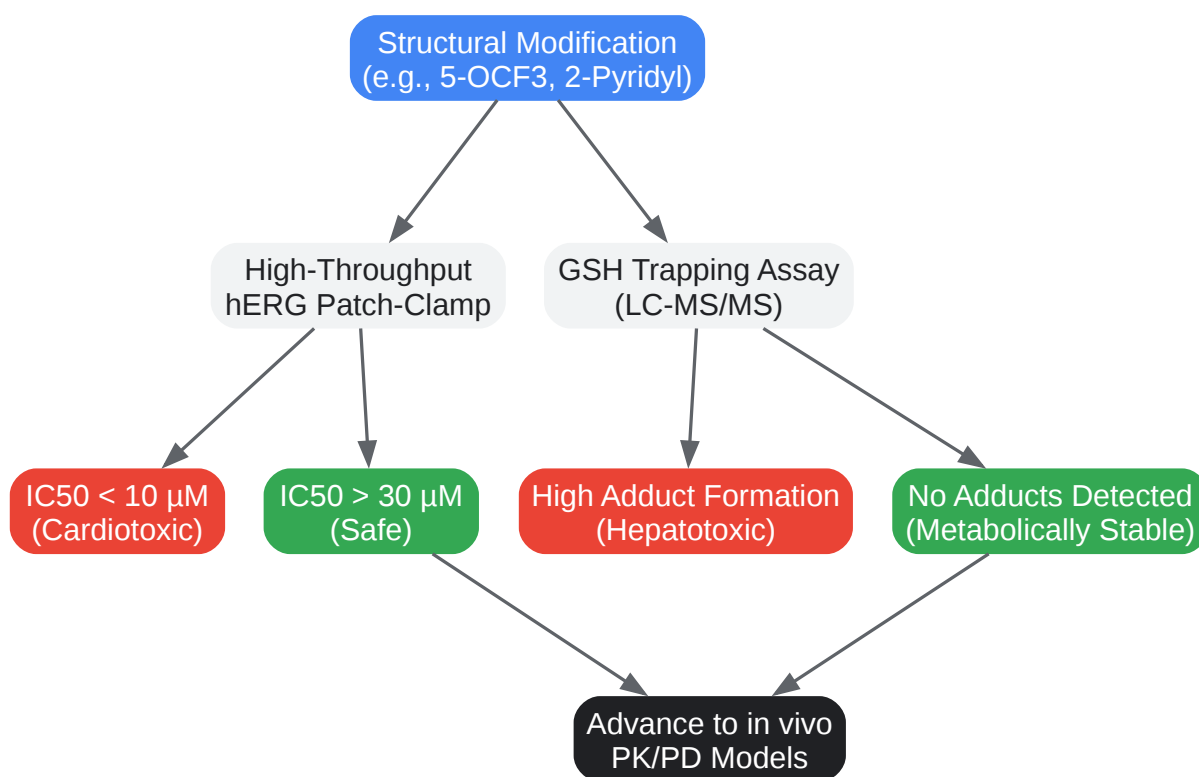 Structural Modification
(e.g., 5-OCF3, 2-Pyridyl)
High-Throughput
hERG Patch-Clamp
GSH Trapping Assay
(LC-MS/MS)
IC50 < 10 µM
(Cardiotoxic)
IC50 > 30 µM
(Safe)
High Adduct Formation
(Hepatotoxic)
No Adducts Detected
(Metabolically Stable)
Advance to in vivo
PK/PD Models